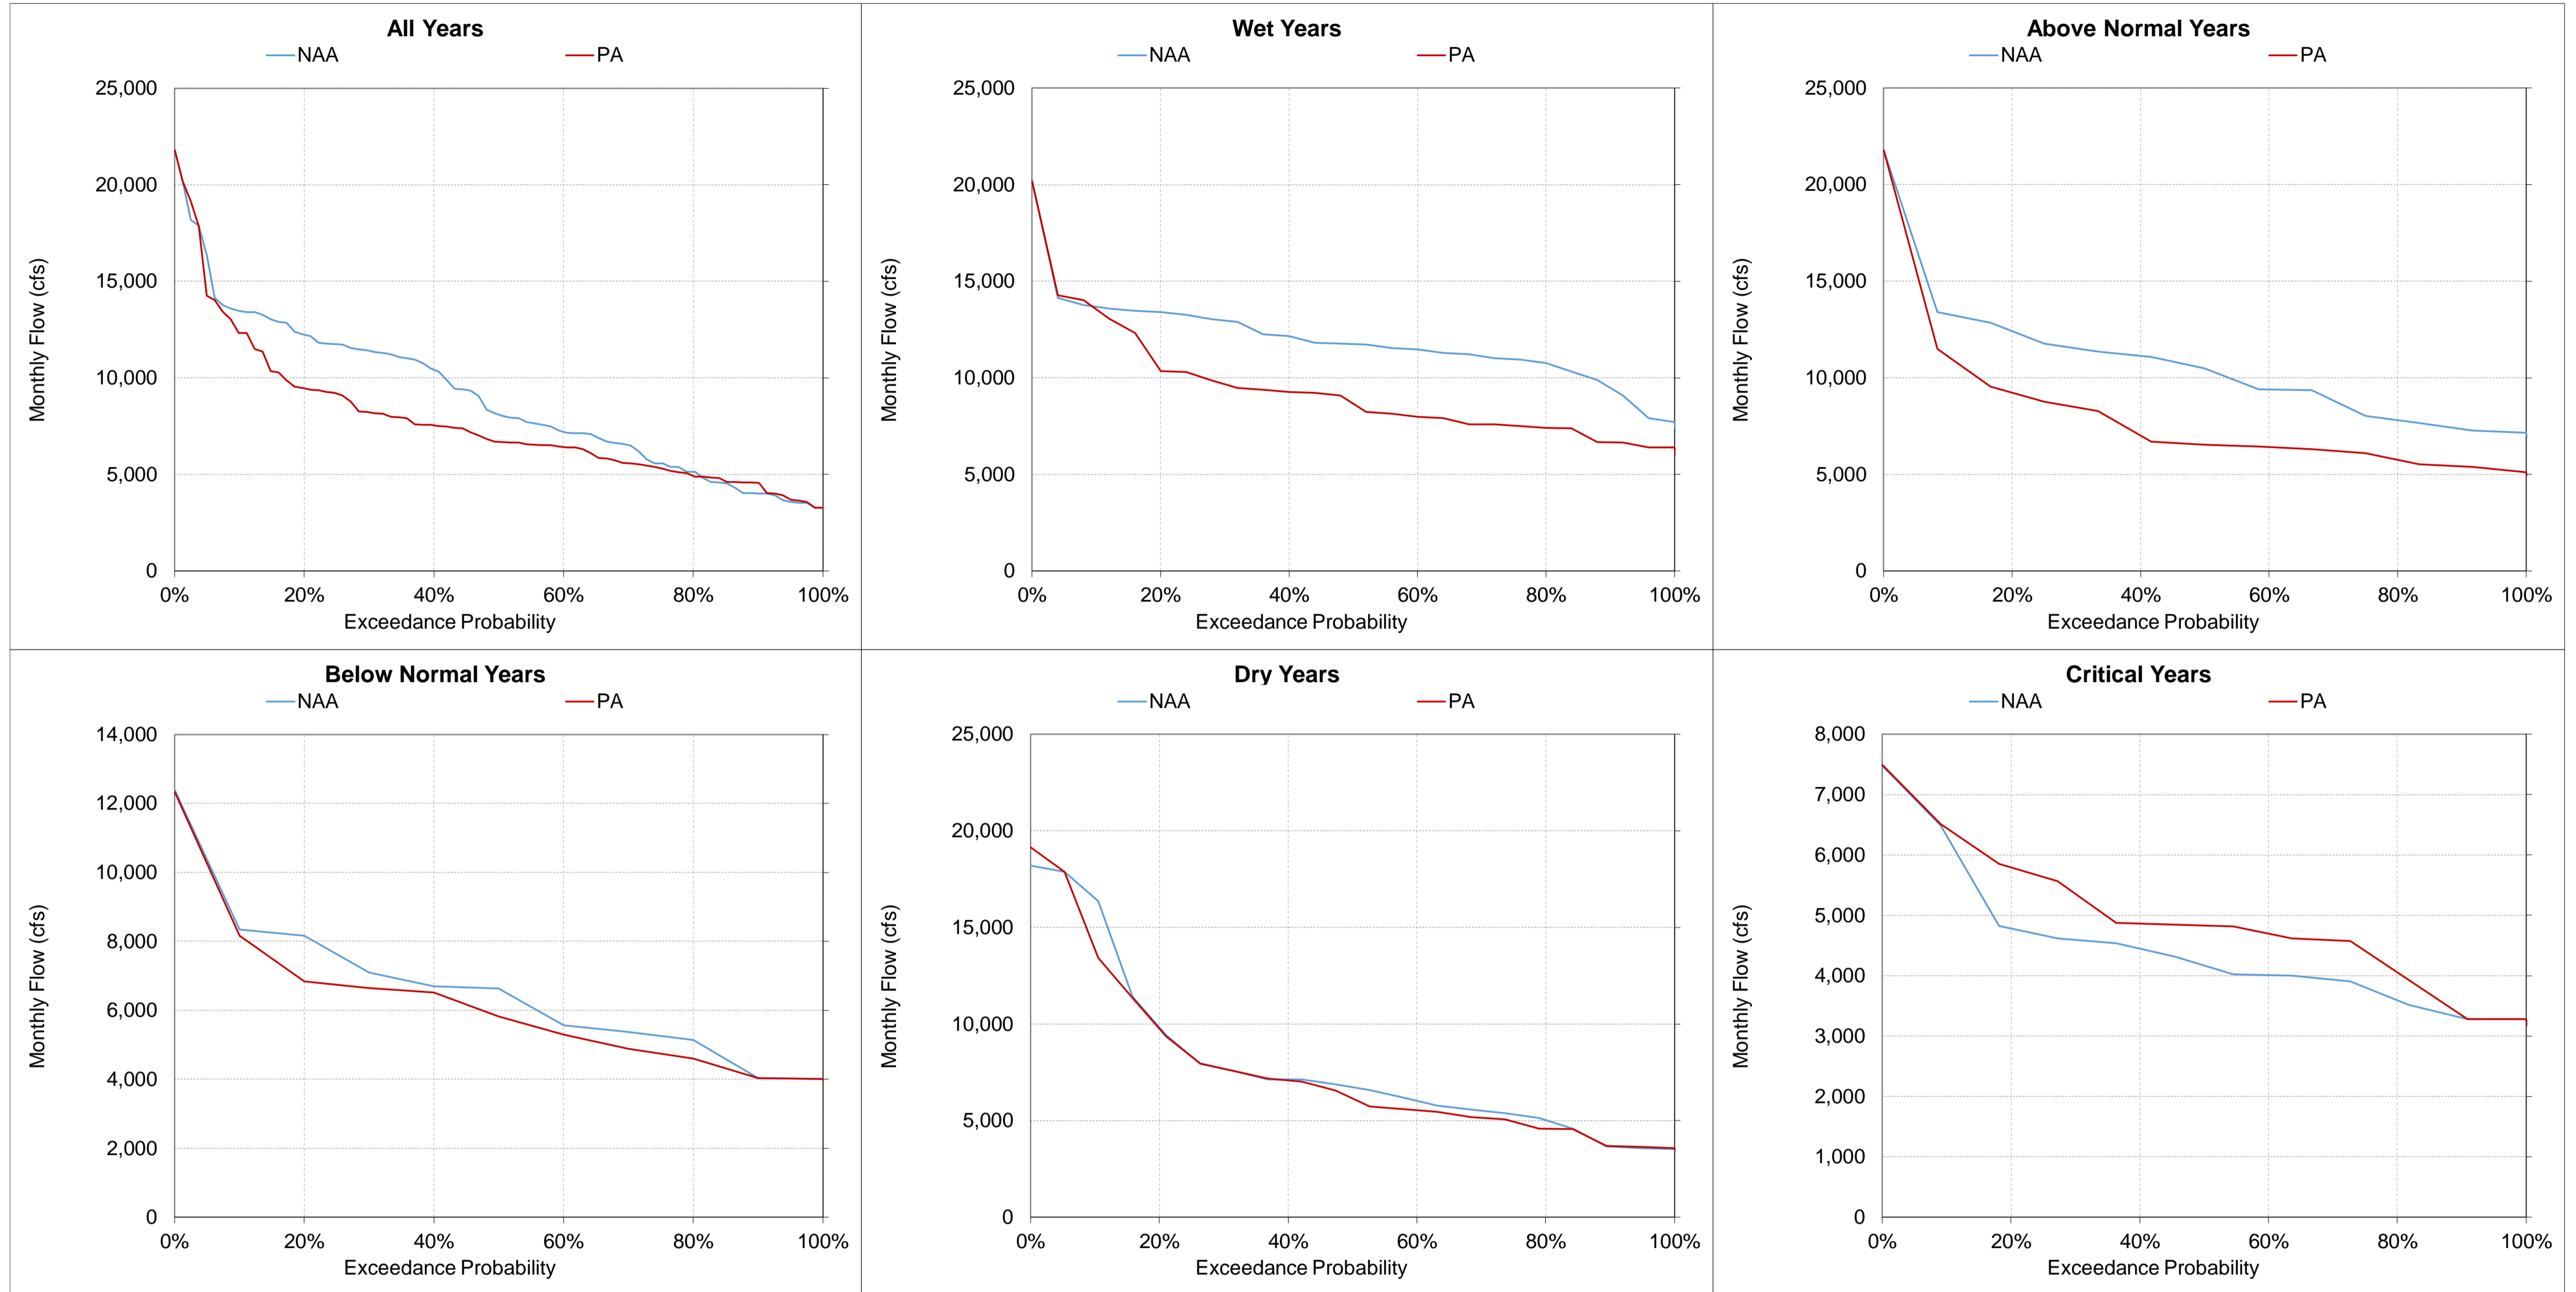 All Years
NAA PA
25,000
20,000
15,000
10,000
5,000
0
Monthly Flow (cfs)
0% 20% 40% 60% 80% 100%
Exceedance Probability
Wet Years
NAA PA
25,000
20,000
15,000
10,000
5,000
0
Monthly Flow (cfs)
0% 20% 40% 60% 80% 100%
Exceedance Probability
Above Normal Years
NAA PA
25,000
20,000
15,000
10,000
5,000
0
Monthly Flow (cfs)
0% 20% 40% 60% 80% 100%
Exceedance Probability
Below Normal Years
NAA PA
14,000
12,000
10,000
8,000
6,000
4,000
2,000
0
Monthly Flow (cfs)
0% 20% 40% 60% 80% 100%
Exceedance Probability
Dry Years
NAA PA
25,000
20,000
15,000
10,000
5,000
0
Monthly Flow (cfs)
0% 20% 40% 60% 80% 100%
Exceedance Probability
Critical Years
NAA PA
8,000
7,000
6,000
5,000
4,000
3,000
2,000
1,000
0
Monthly Flow (cfs)
0% 20% 40% 60% 80% 100%
Exceedance Probability